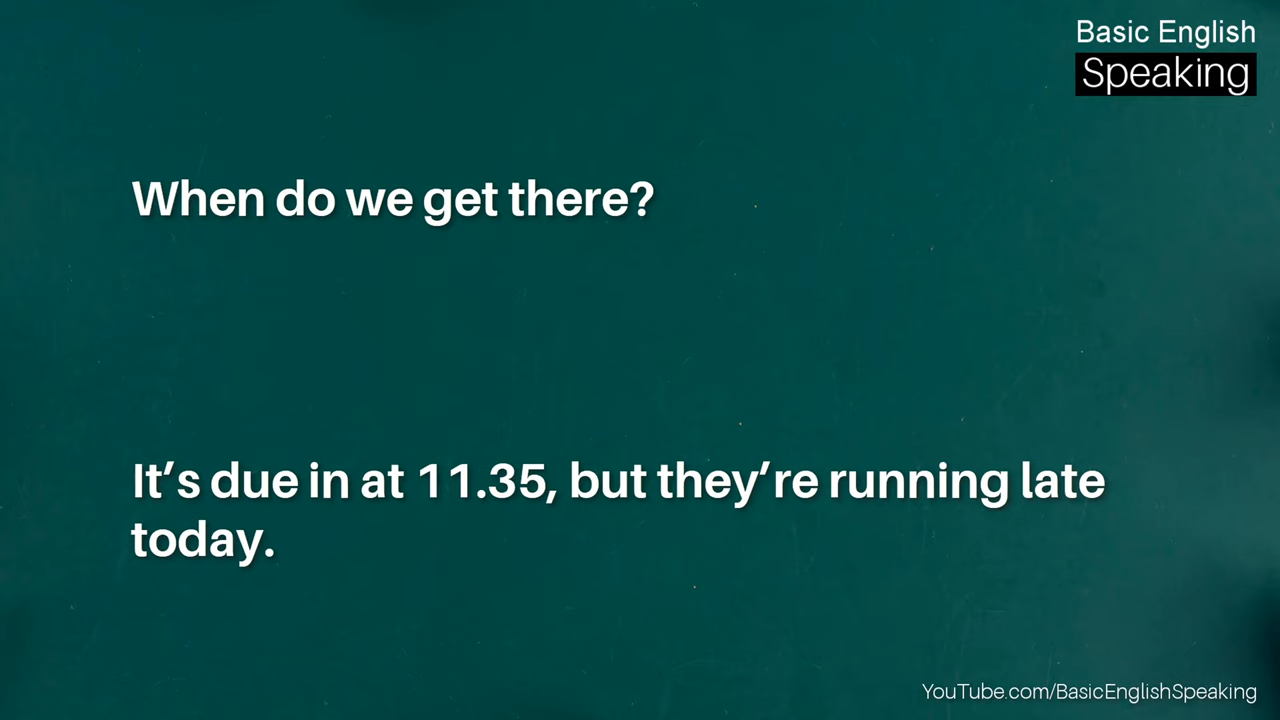 Basic English
Speaking
When do we get there?
It’s due in at 11.35, but they’re running late
today.
YouTube.com/BasicEnglishSpeaking